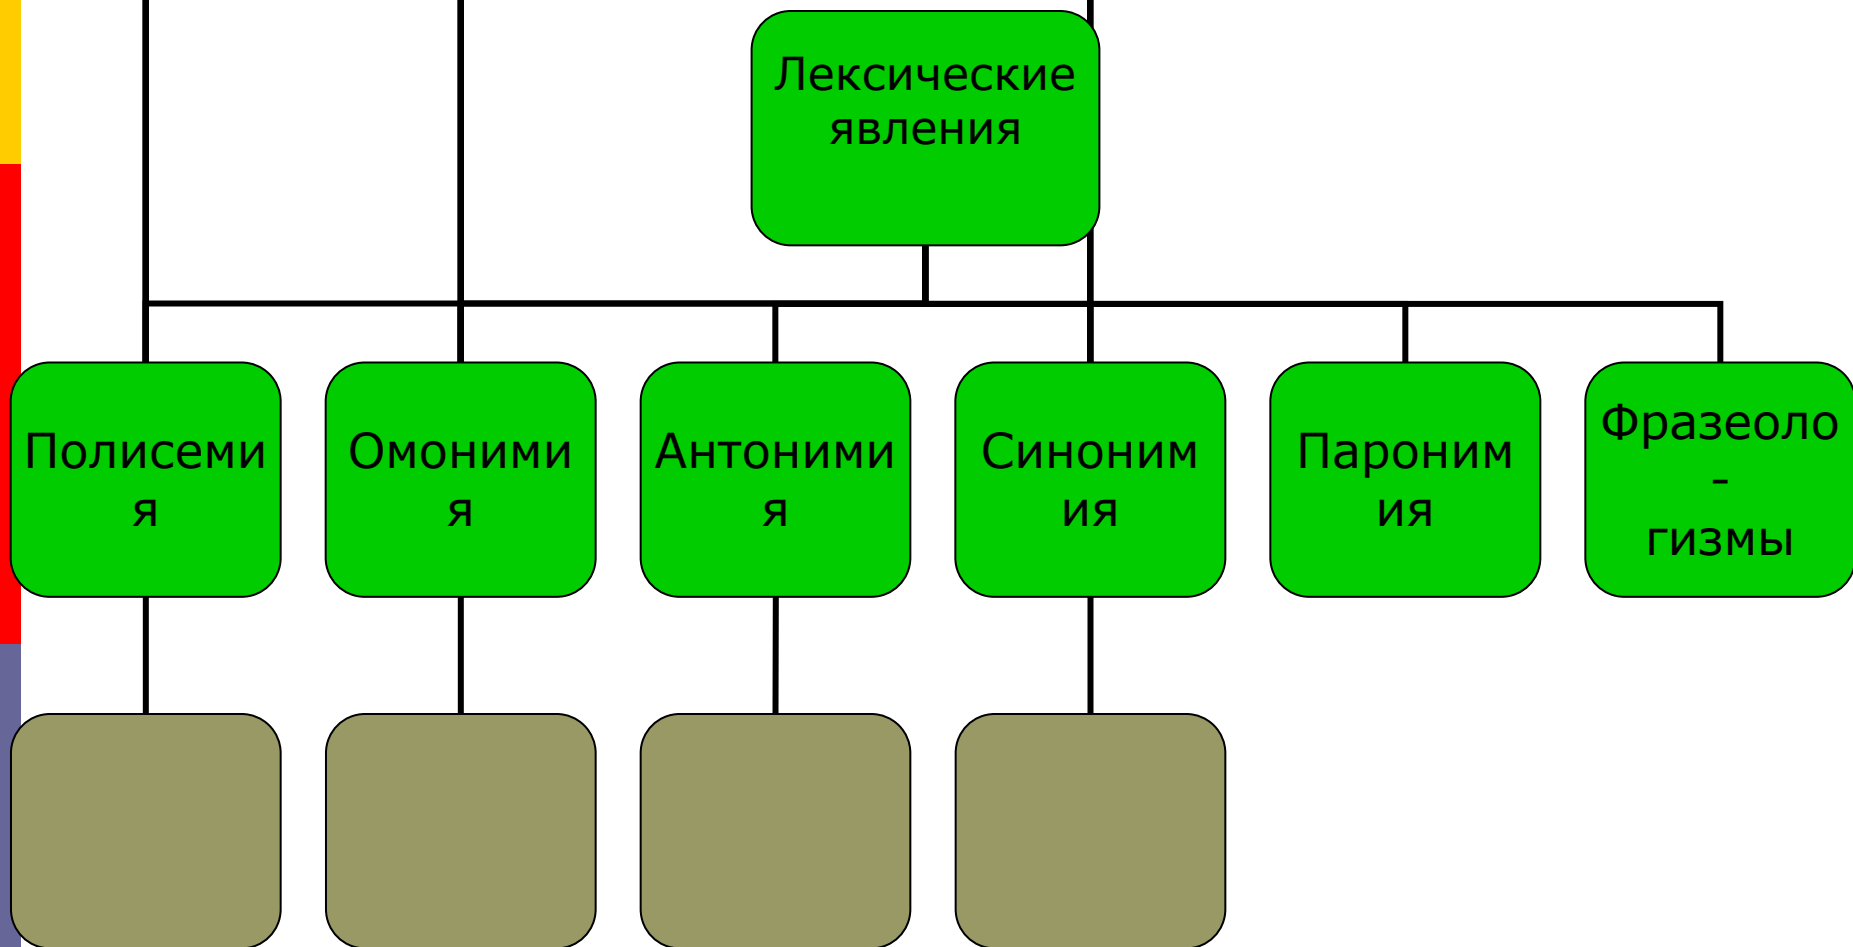 Лексические
явления
Полисеми
я
Омоними
я
Антоними
я
Синоним
ия
Пароним
ия
Фразеоло
-
гизмы